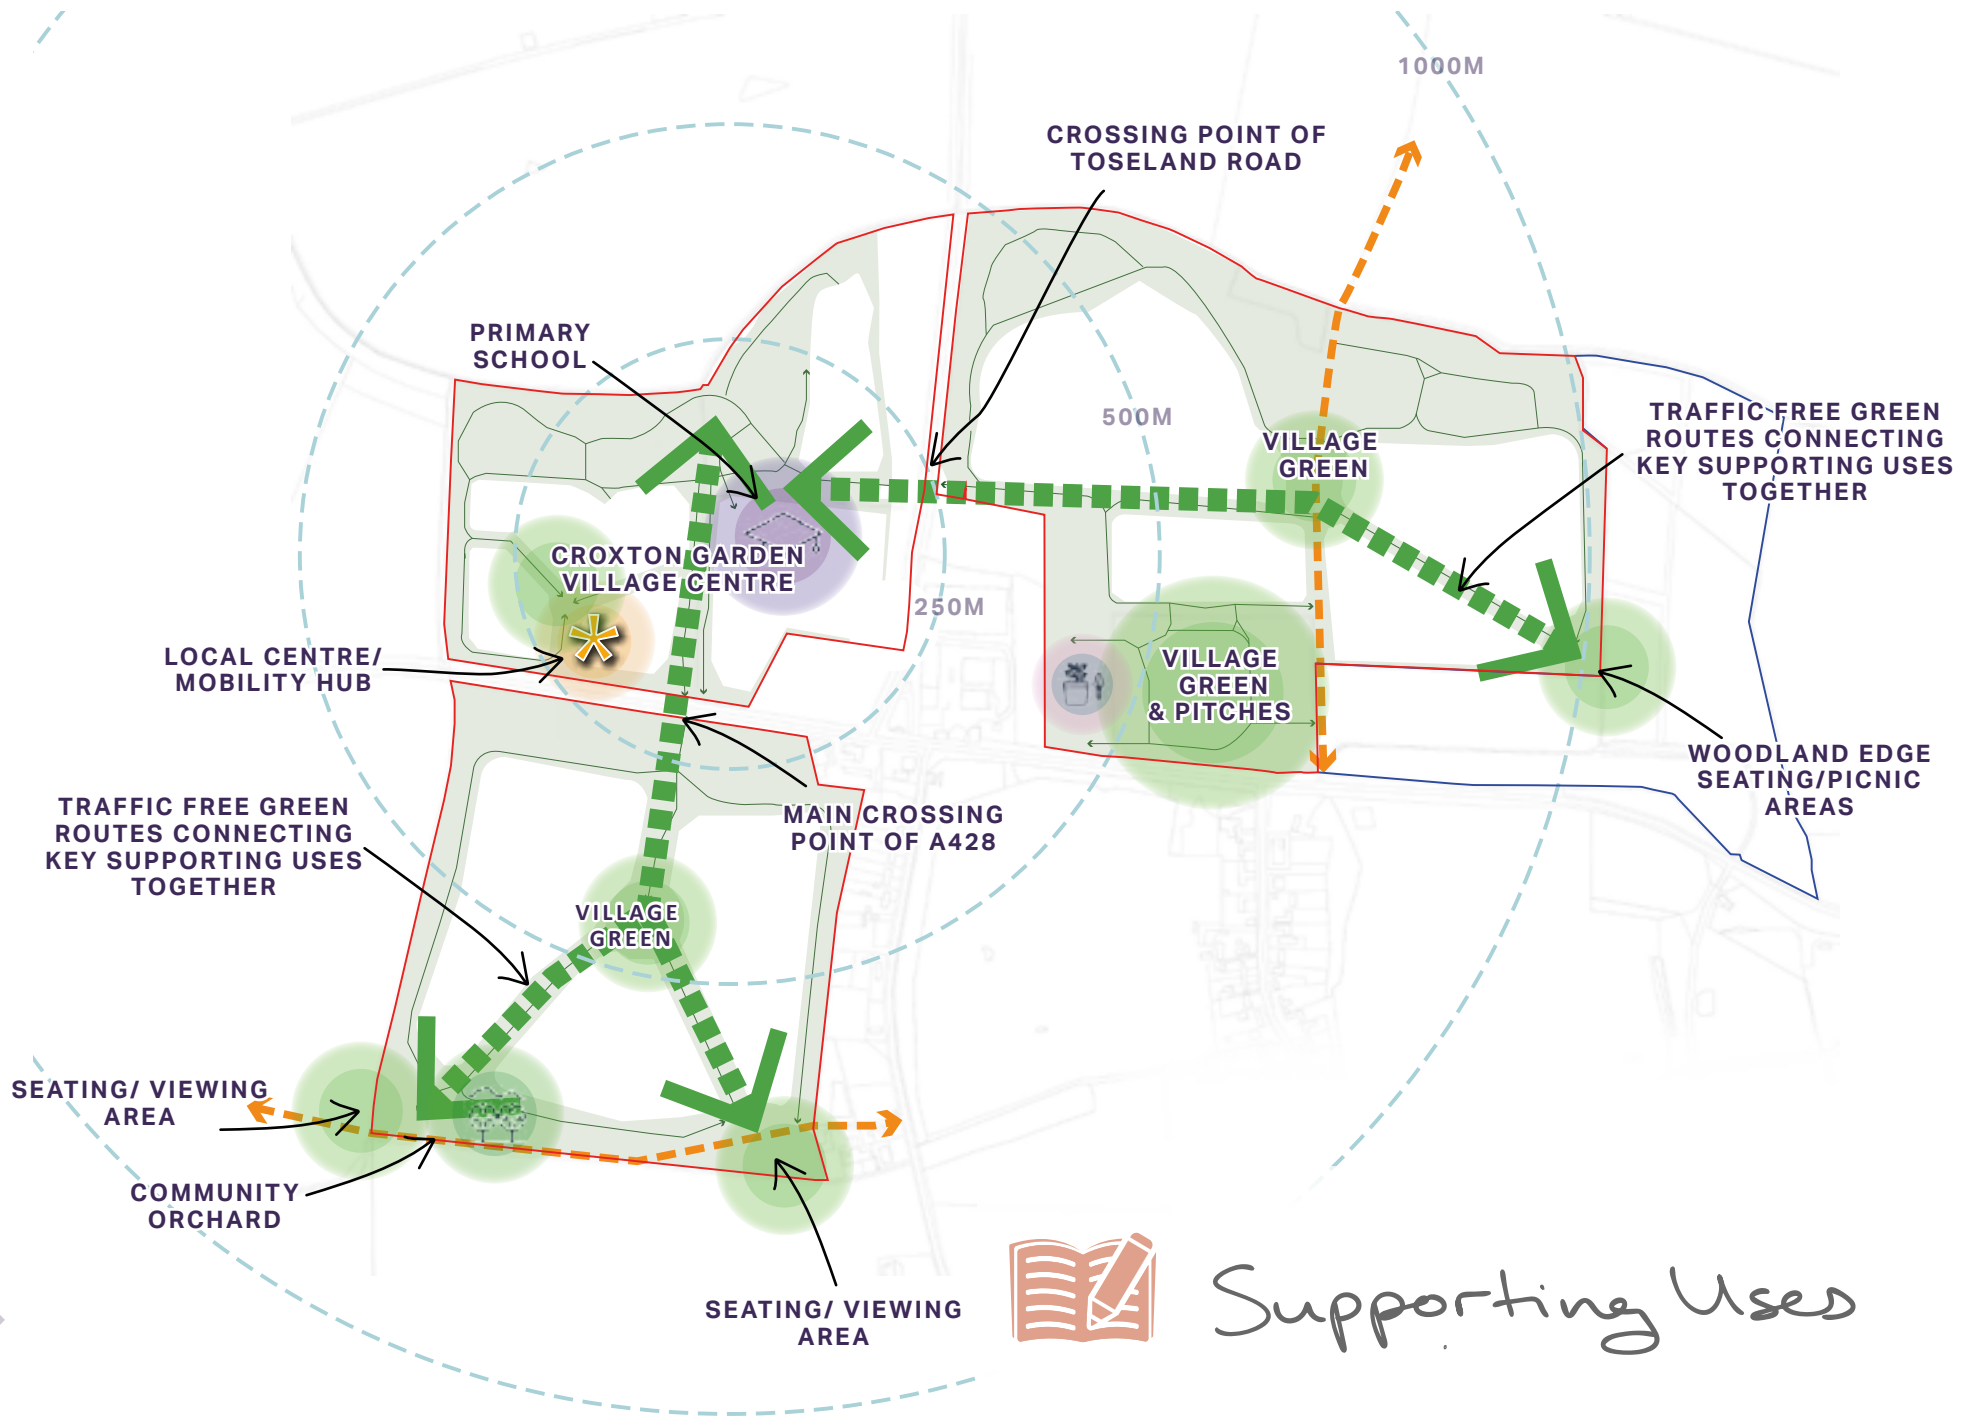 1000M
CROSSING POINT OF
TOSELAND ROAD
PRIMARY
SCHOOL
500M
TRAFFIC FREE GREEN
ROUTES CONNECTING
KEY SUPPORTING USES
TOGETHER
VILLAGE
GREEN
CROXTON GARDEN
VILLAGE CENTRE
250M
LOCAL CENTRE/
MOBILITY HUB
VILLAGE
GREEN
& PITCHES
WOODLAND EDGE
SEATING/PICNIC
AREAS
TRAFFIC FREE GREEN
ROUTES CONNECTING
KEY SUPPORTING USES
TOGETHER
MAIN CROSSING
POINT OF A428
VILLAGE
GREEN
SEATING/ VIEWING
AREA
COMMUNITY
ORCHARD
SEATING/ VIEWING
AREA
Supporting Uses